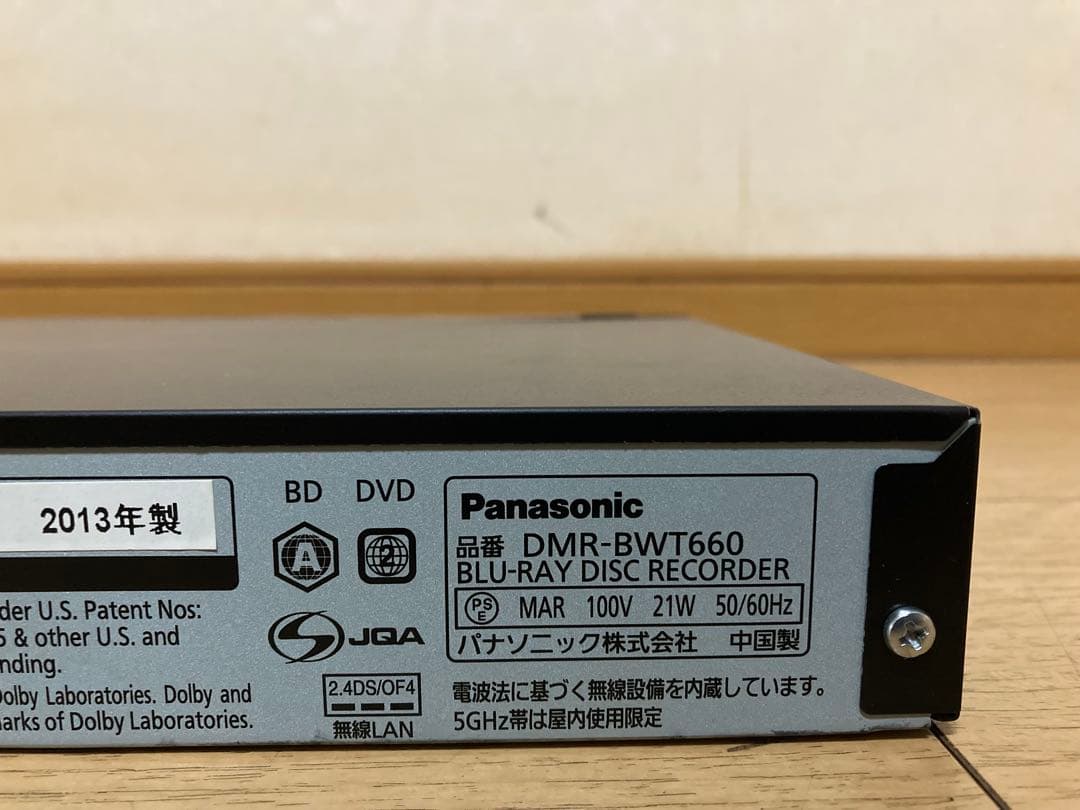 2013年製
der U.S. Patent Nos:
5 & other U.S. and
nding.
Dolby Laboratories. Dolby and
arks of Dolby Laboratories.
BD DVD
A 2
S JQA
2.4DS/OF4
無線LAN
Panasonic
品番 DMR-BWT660
BLU-RAY DISC RECORDER
PSE MAR 100V 21W 50/60Hz
パナソニック株式会社 中国製
電波法に基づく無線設備を内蔵しています。
5GHz帯は屋内使用限定